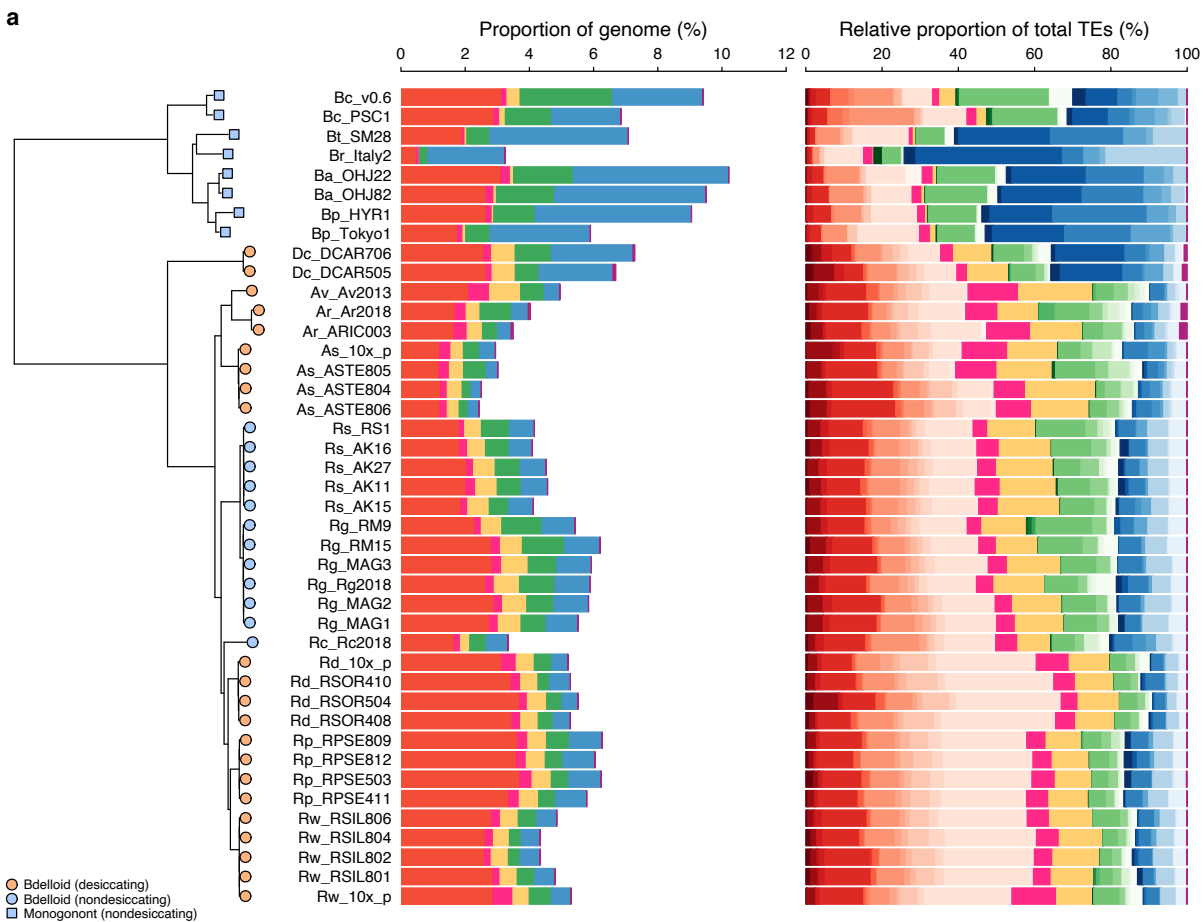 a
Proportion of genome (%)
Relative proportion of total TEs (%)
0 2 4 6 8 10 12
0 20 40 60 80 100
Bc_v0.6
Bc_PSC1
Bt_SM28
Br_Italy2
Ba_OHJ22
Ba_OHJ82
Bp_HYR1
Bp_Tokyo1
Dc_DCAR706
Dc_DCAR505
Av_Av2013
Ar_Ar2018
Ar_ARIC003
As_10x_p
As_ASTE805
As_ASTE804
As_ASTE806
Rs_RS1
Rs_AK16
Rs_AK27
Rs_AK11
Rs_AK15
Rg_RM9
Rg_RM15
Rg_MAG3
Rg_Rg2018
Rg_MAG2
Rg_MAG1
Rc_Rc2018
Rd_10x_p
Rd_RSOR410
Rd_RSOR504
Rd_RSOR408
Rp_RPSE809
Rp_RPSE812
Rp_RPSE503
Rp_RPSE411
Rw_RSIL806
Rw_RSIL804
Rw_RSIL802
Rw_RSIL801
Rw_10x_p
Bdelloid (desiccating)
Bdelloid (nondesiccating)
Monogonont (nondesiccating)